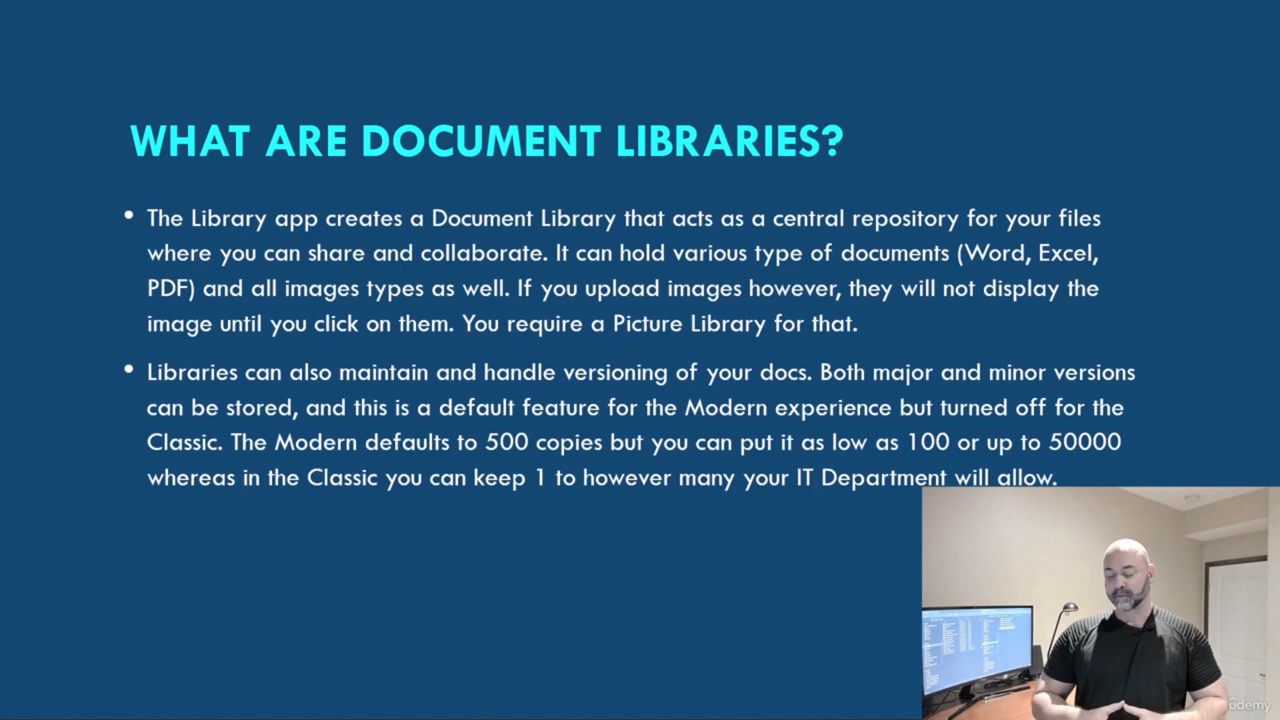 WHAT ARE DOCUMENT LIBRARIES?
• The Library app creates a Document Library that acts as a central repository for your files
where you can share and collaborate. It can hold various type of documents (Word, Excel,
PDF) and all images types as well. If you upload images however, they will not display the
image until you click on them. You require a Picture Library for that.
• Libraries can also maintain and handle versioning of your docs. Both major and minor versions
can be stored, and this is a default feature for the Modern experience but turned off for the
Classic. The Modern defaults to 500 copies but you can put it as low as 100 or up to 50000
whereas in the Classic you can keep 1 to however many your IT Department will allow.
ûdemy